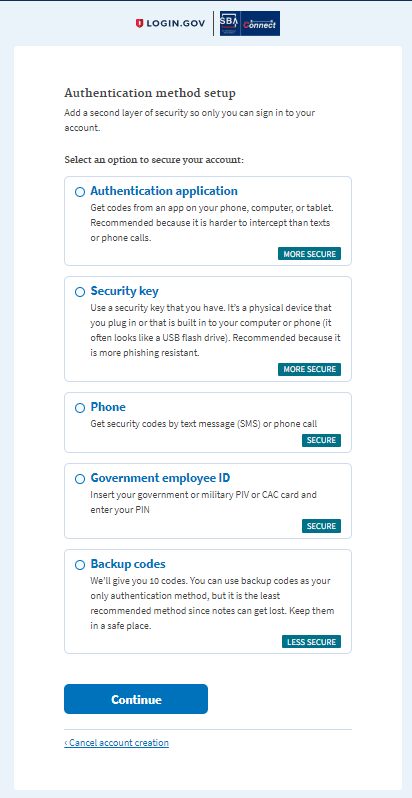 LOGIN.GOV
SBA
Connect
Authentication method setup
Add a second layer of security so only you can sign in to your
account.
Select an option to secure your account:
Authentication application
Get codes from an app on your phone, computer, or tablet.
Recommended because it is harder to intercept than texts
or phone calls.
MORE SECURE
Security key
Use a security key that you have. It's a physical device that
you plug in or that is built in to your computer or phone (it
often looks like a USB flash drive). Recommended because it
is more phishing resistant.
MORE SECURE
Phone
Get security codes by text message (SMS) or phone call
SECURE
Government employee ID
Insert your government or military PIV or CAC card and
enter your PIN
SECURE
Backup codes
We'll give you 10 codes. You can use backup codes as your
only authentication method, but it is the least
recommended method since notes can get lost. Keep them
in a safe place.
LESS SECURE
Continue
‹ Cancel account creation